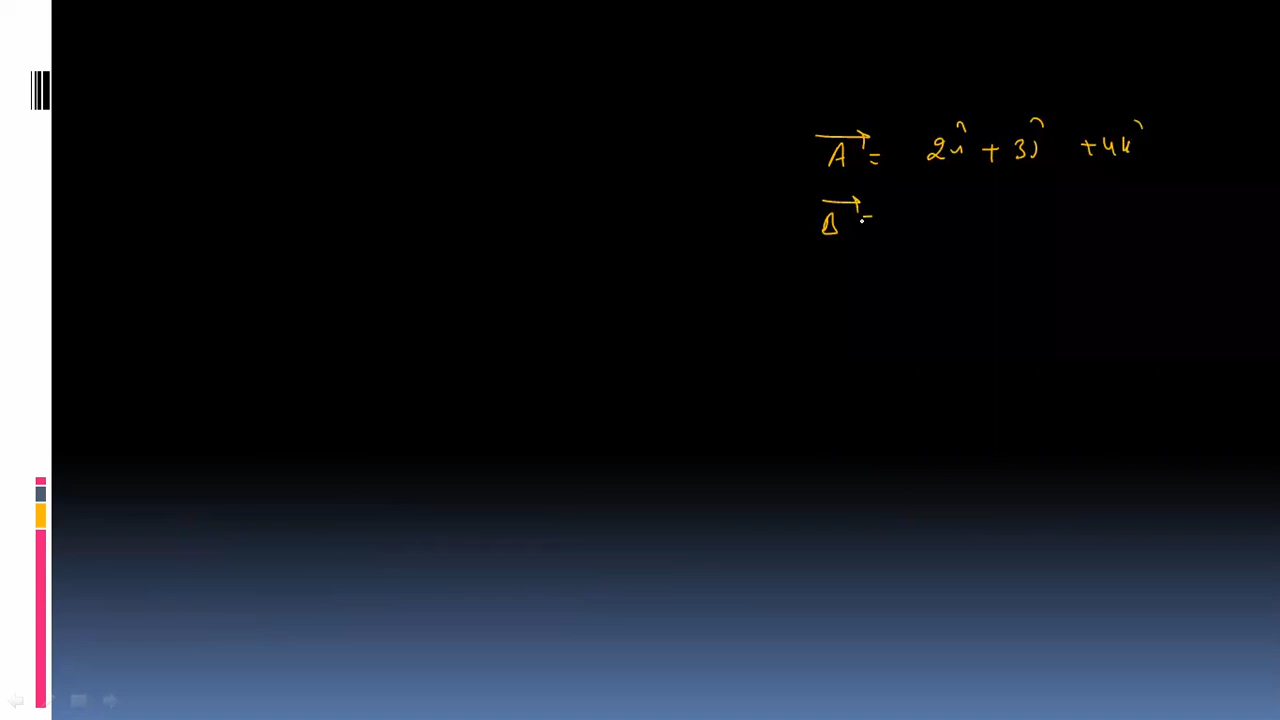 A⃗ = 2î + 3ĵ + 4k̂
B⃗ =